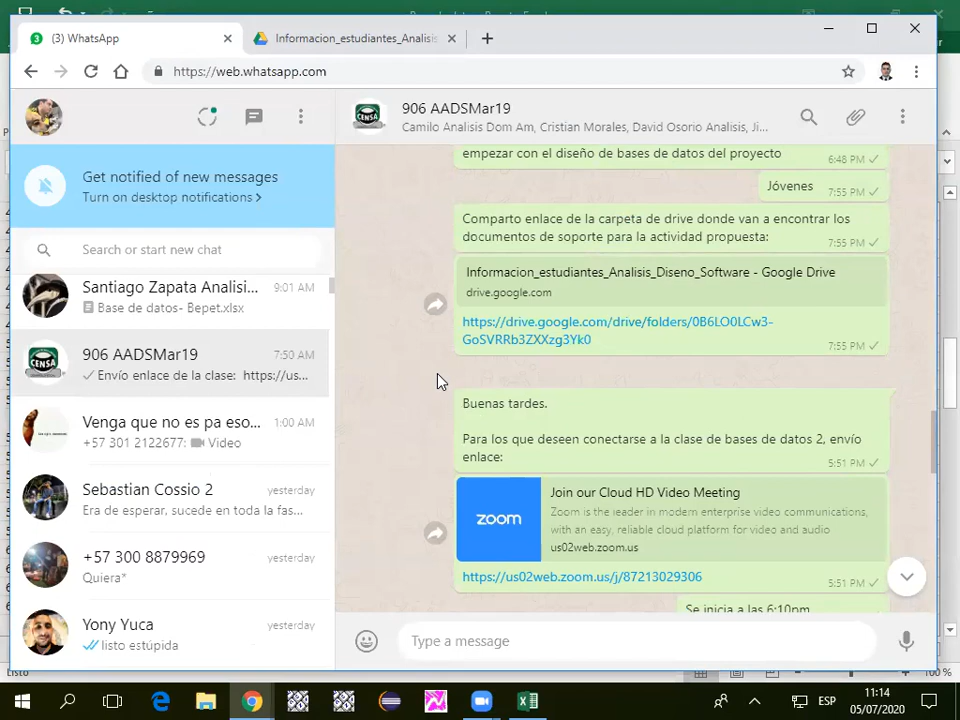 (3) WhatsApp
Informacion_estudiantes_Analisis
https://web.whatsapp.com
906 AADSMar19
Camilo Analisis Dom Am, Cristian Morales, David Osorio Analisis, Ji...
Get notified of new messages
Turn on desktop notifications >
Search or start new chat
Santiago Zapata Analisi... 9:01 AM
Base de datos- Bepet.xlsx
CENSA
906 AADSMar19 7:50 AM
Envío enlace de la clase: https://us...
Venga que no es pa eso... 1:00 AM
+57 301 2122677: Video
Sebastian Cossio 2 yesterday
Era de esperar, sucede en toda la fas...
+57 300 8879969 yesterday
Quiera*
Yony Yuca yesterday
listo estúpida
empezar con el diseño de bases de datos del proyecto
6:48 PM
Jóvenes 7:55 PM
Comparto enlace de la carpeta de drive donde van a encontrar los
documentos de soporte para la actividad propuesta:
7:55 PM
Informacion_estudiantes_Analisis_Diseno_Software - Google Drive
drive.google.com
https://drive.google.com/drive/folders/0B6LO0LCw3-
GoSVRRb3ZXXzg3Yk0
7:55 PM
Buenas tardes.
Para los que deseen conectarse a la clase de bases de datos 2, envío
enlace:
5:51 PM
zoom
Join our Cloud HD Video Meeting
Zoom is the leader in modern enterprise video communications,
with an easy, reliable cloud platform for video and audio
us02web.zoom.us
https://us02web.zoom.us/j/87213029306
5:51 PM
Se inicia a las 6:10pm
Type a message
Listo
100 %
ESP
11:14
05/07/2020